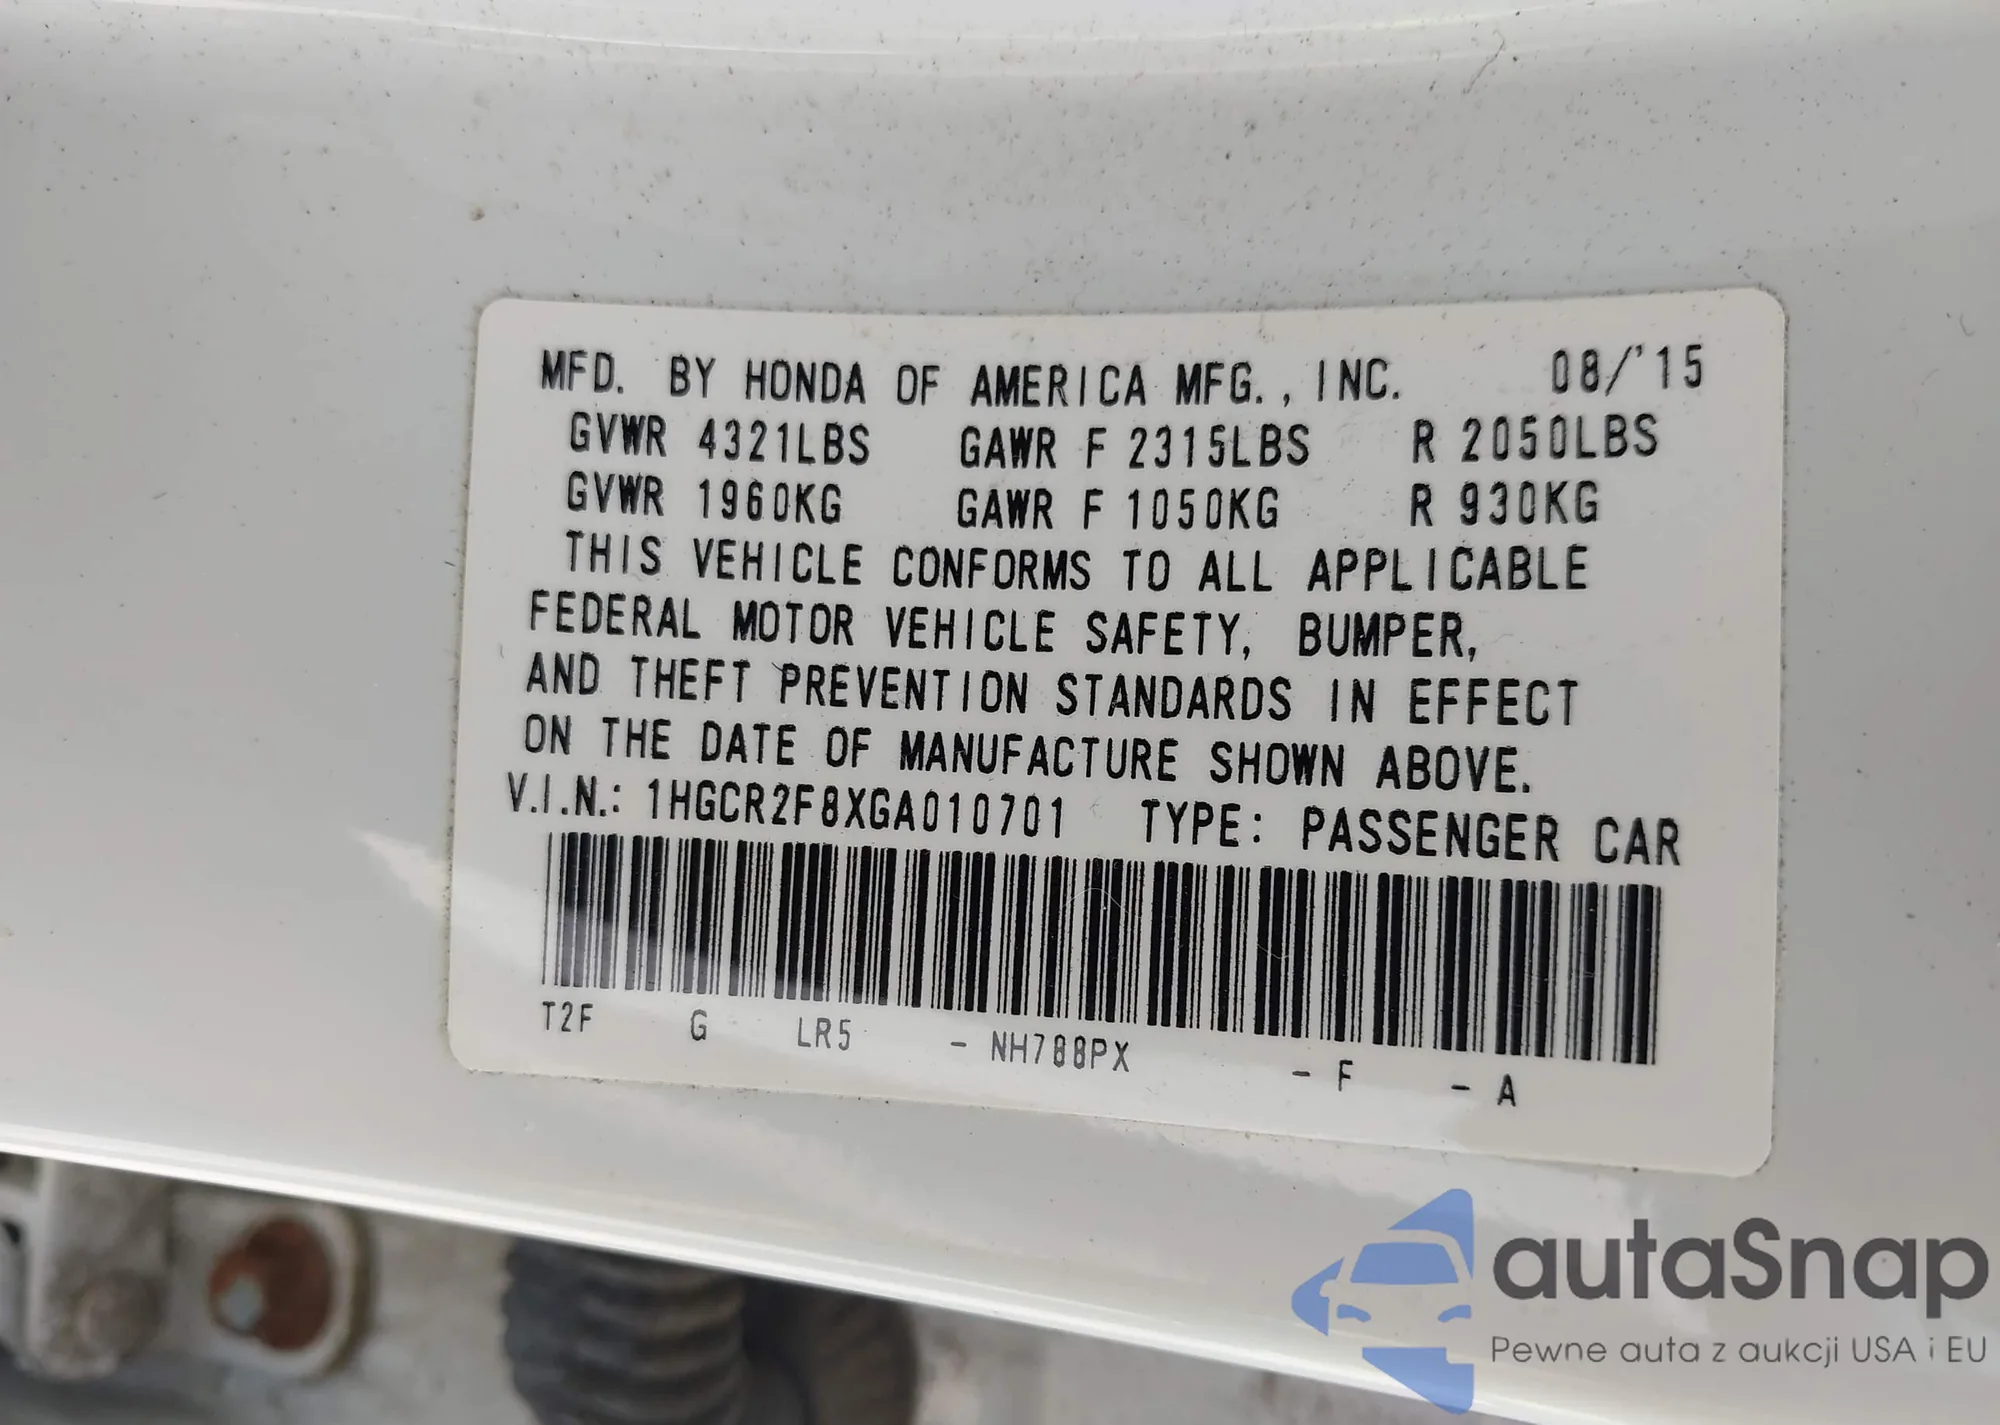 MFD. BY HONDA OF AMERICA MFG., INC. 08/'15
GVWR 4321LBS GAWR F 2315LBS R 2050LBS
GVWR 1960KG GAWR F 1050KG R 930KG
THIS VEHICLE CONFORMS TO ALL APPLICABLE
FEDERAL MOTOR VEHICLE SAFETY, BUMPER,
AND THEFT PREVENTION STANDARDS IN EFFECT
ON THE DATE OF MANUFACTURE SHOWN ABOVE.
V.I.N.: 1HGCR2F8XGA010701 TYPE: PASSENGER CAR
T2F G LR5 - NH788PX - F - A
autaSnap
Pewne auta z aukcji USA i EU